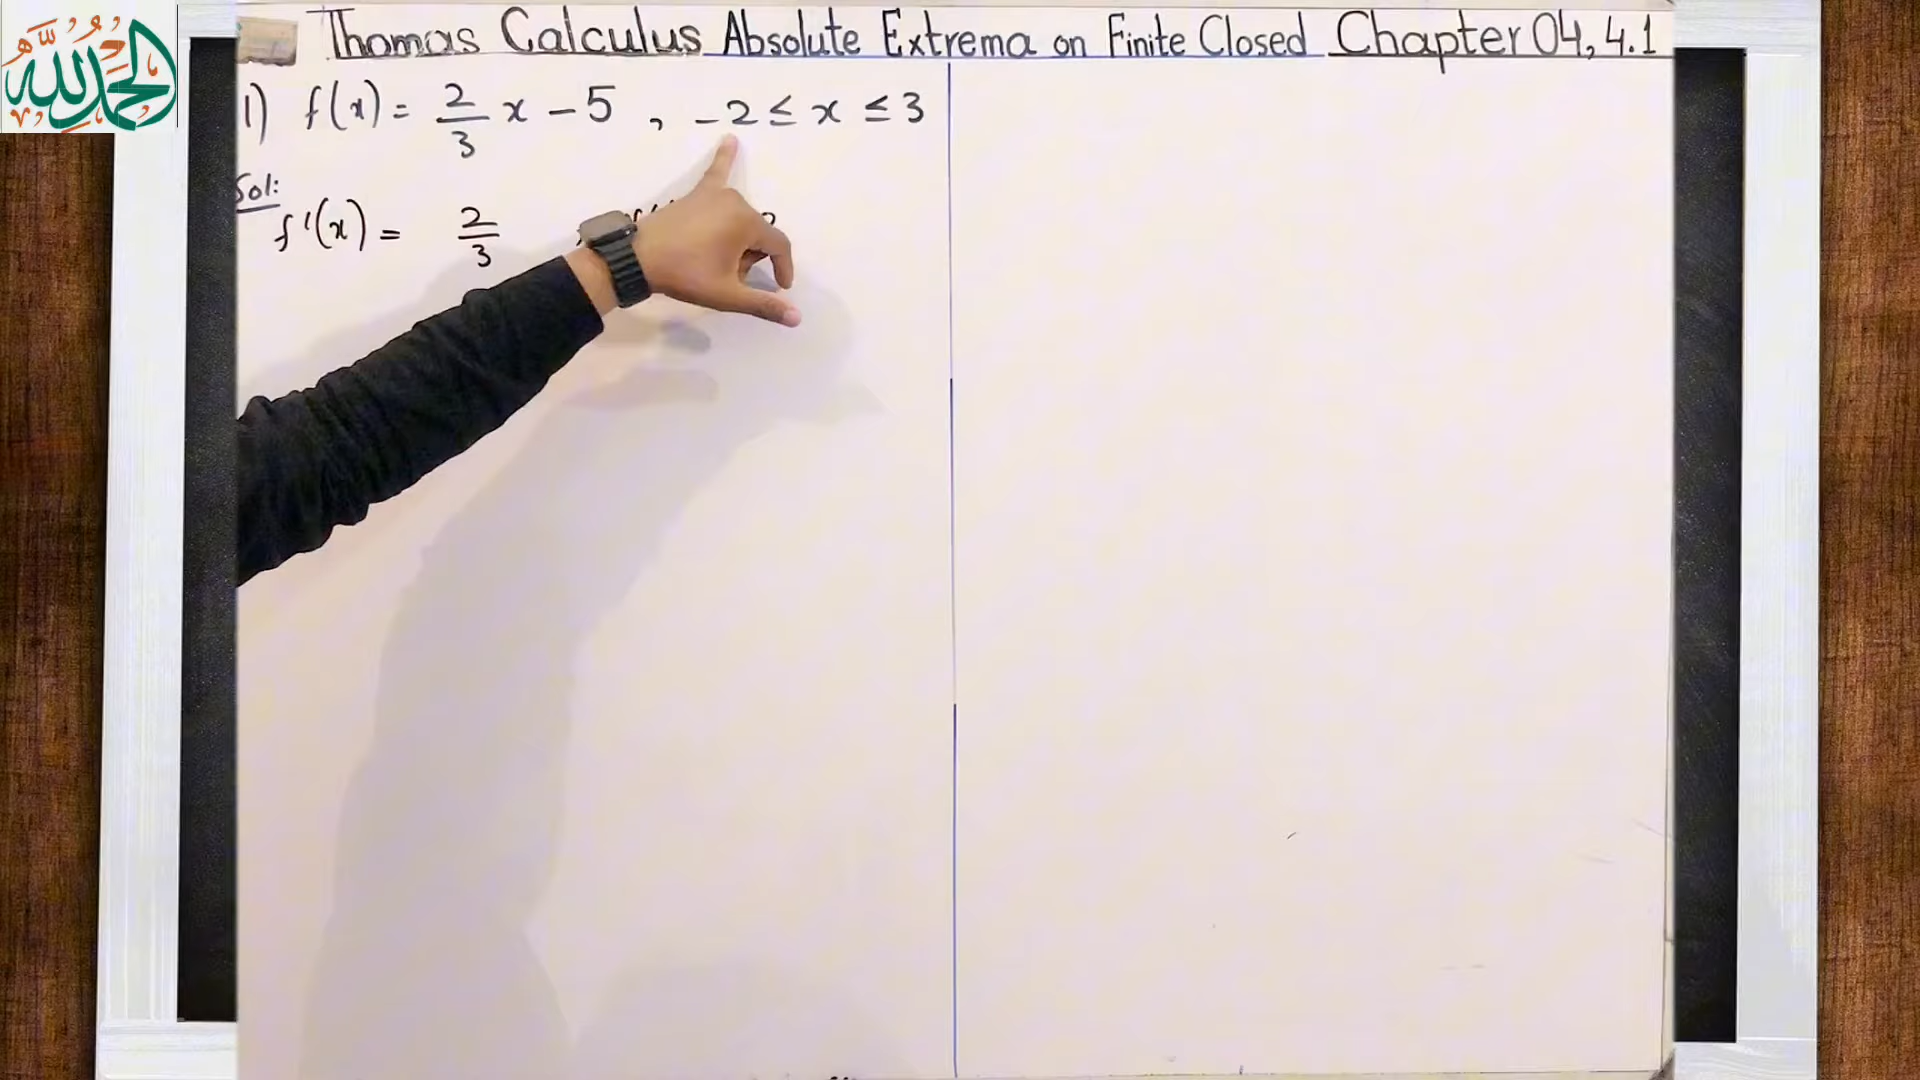 الحمد لله
Thomas Calculus Absolute Extrema on Finite Closed Chapter 04, 4.1
1) f(x) = 2/3 x - 5 , -2 ≤ x ≤ 3
Sol:
f'(x) = 2/3